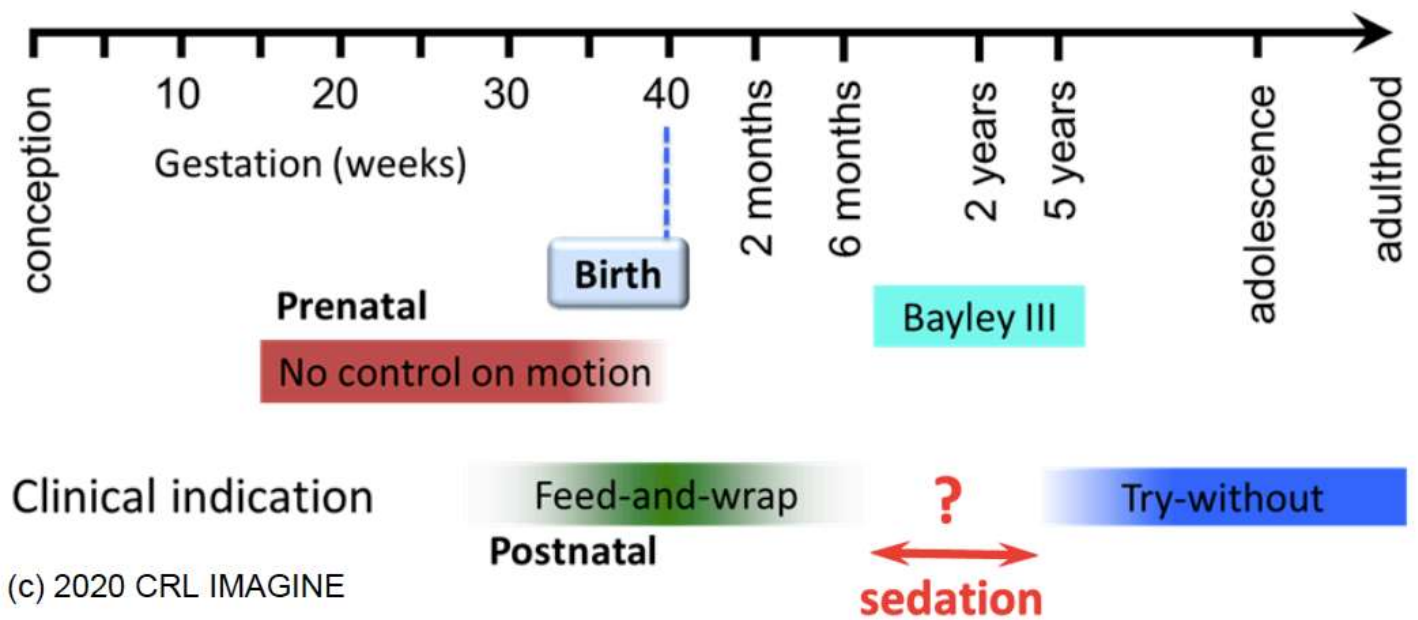 10 20 30 40
conception
Gestation (weeks)
2 months
6 months
2 years
5 years
adolescence
adulthood
Birth
Prenatal
No control on motion
Bayley III
Clinical indication
Feed-and-wrap
Postnatal
?
sedation
Try-without
(c) 2020 CRL IMAGINE